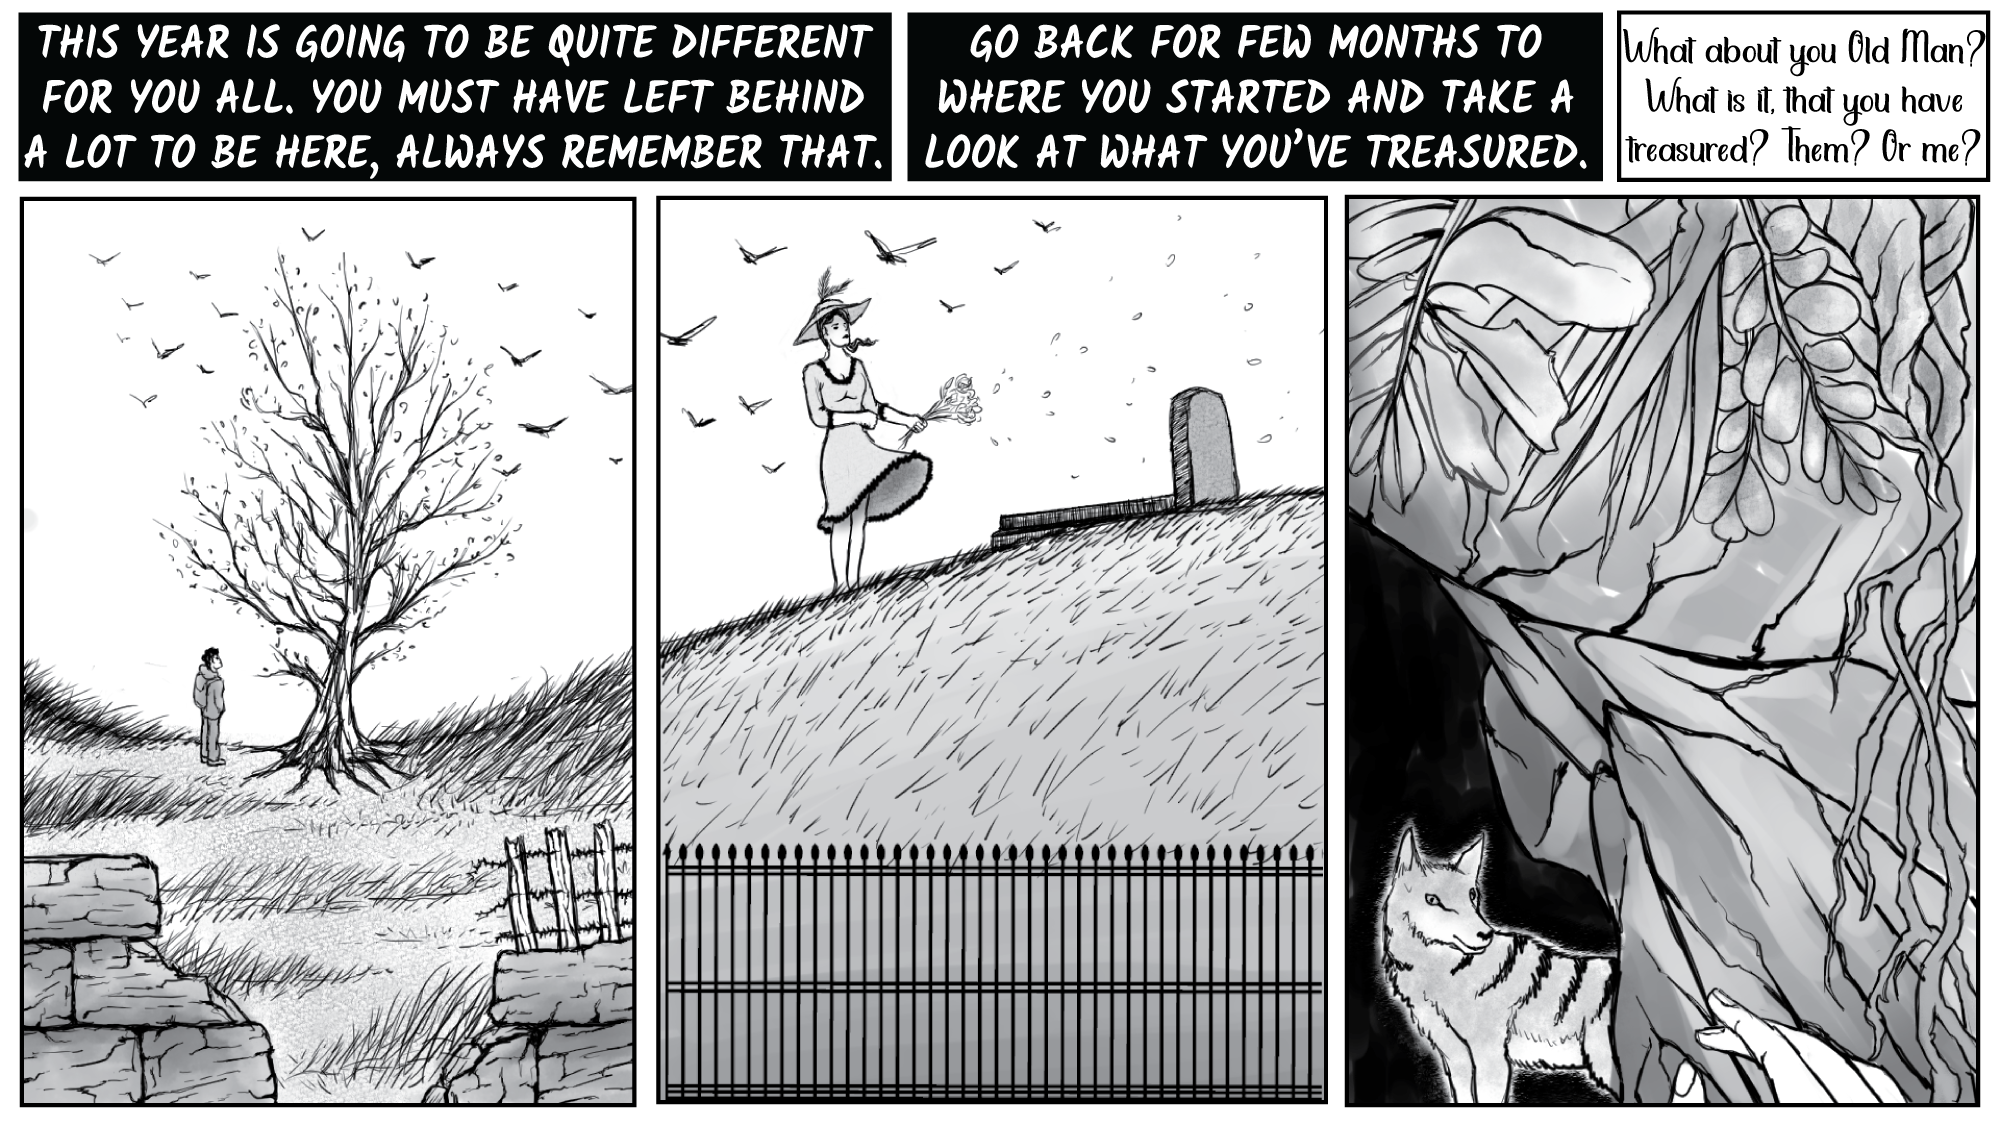 THIS YEAR IS GOING TO BE QUITE DIFFERENT
FOR YOU ALL. YOU MUST HAVE LEFT BEHIND
A LOT TO BE HERE, ALWAYS REMEMBER THAT.
GO BACK FOR FEW MONTHS TO
WHERE YOU STARTED AND TAKE A
LOOK AT WHAT YOU'VE TREASURED.
What about you Old Man?
What is it, that you have
treasured? Them? Or me?